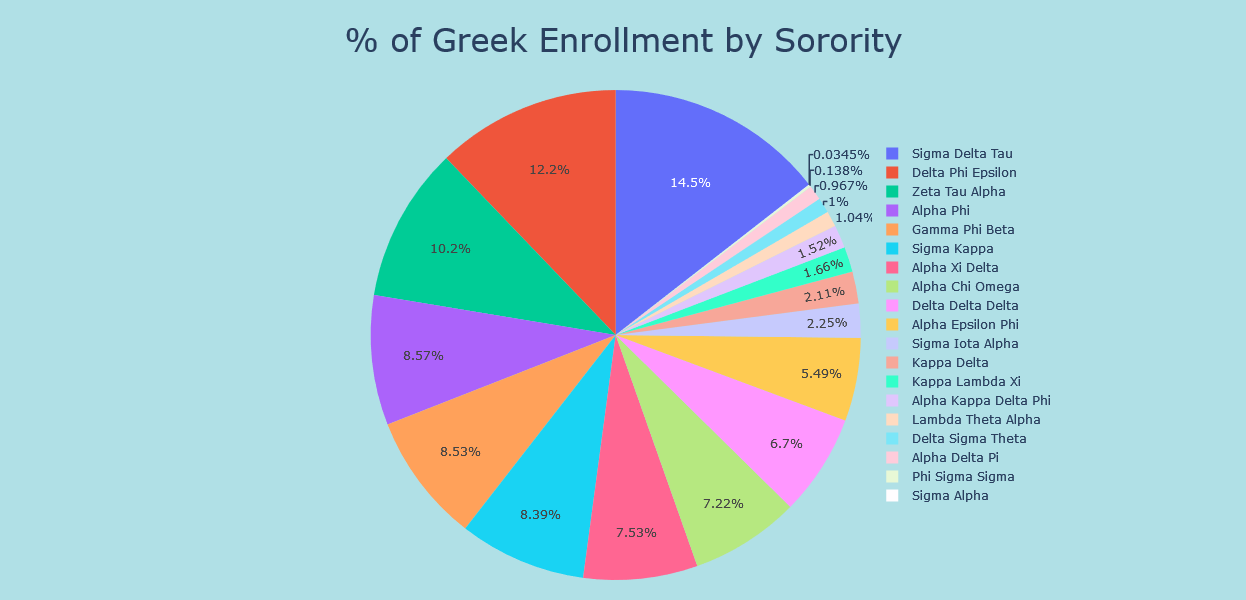 % of Greek Enrollment by Sorority
14.5%
12.2%
10.2%
8.57%
8.53%
8.39%
7.53%
7.22%
6.7%
5.49%
2.25%
2.11%
1.66%
1.52%
1.04%
1%
0.967%
0.138%
0.0345%
Sigma Delta Tau
Delta Phi Epsilon
Zeta Tau Alpha
Alpha Phi
Gamma Phi Beta
Sigma Kappa
Alpha Xi Delta
Alpha Chi Omega
Delta Delta Delta
Alpha Epsilon Phi
Sigma Iota Alpha
Kappa Delta
Kappa Lambda Xi
Alpha Kappa Delta Phi
Lambda Theta Alpha
Delta Sigma Theta
Alpha Delta Pi
Phi Sigma Sigma
Sigma Alpha